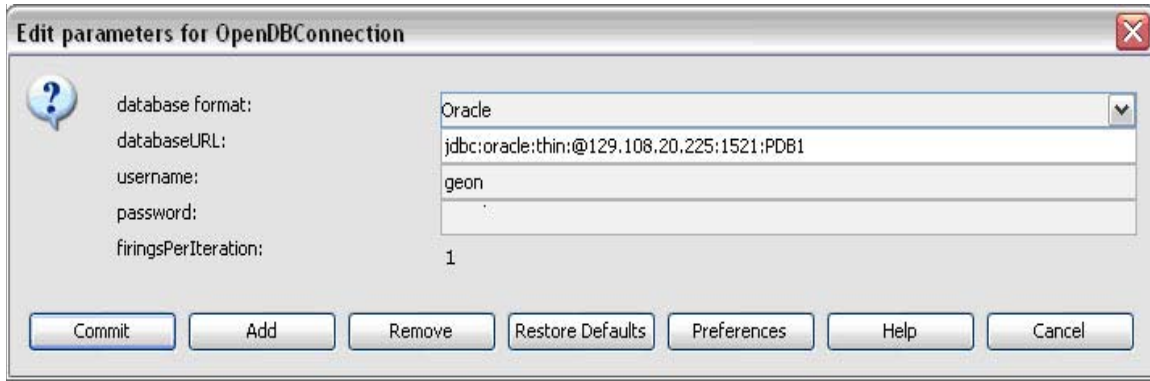 Edit parameters for OpenDBConnection
database format: Oracle
databaseURL: jdbc:oracle:thin:@129.108.20.225:1521:PDB1
username: geon
password:
firingsPerIteration: 1
Commit Add Remove Restore Defaults Preferences Help Cancel